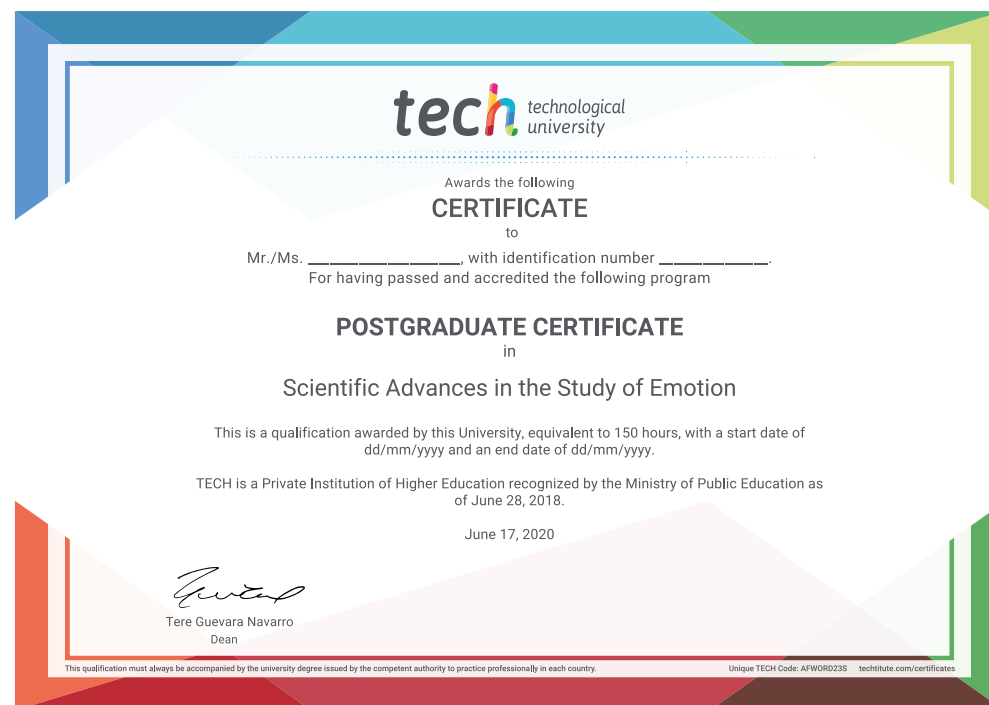 tech technological
university
Awards the following
CERTIFICATE
to
Mr./Ms. ____________________, with identification number ______________.
For having passed and accredited the following program
POSTGRADUATE CERTIFICATE
in
Scientific Advances in the Study of Emotion
This is a qualification awarded by this University, equivalent to 150 hours, with a start date of
dd/mm/yyyy and an end date of dd/mm/yyyy.
TECH is a Private Institution of Higher Education recognized by the Ministry of Public Education as
of June 28, 2018.
June 17, 2020
Tere Guevara Navarro
Dean
This qualification must always be accompanied by the university degree issued by the competent authority to practice professionally in each country.
Unique TECH Code: AFWORD23S techtitute.com/certificates